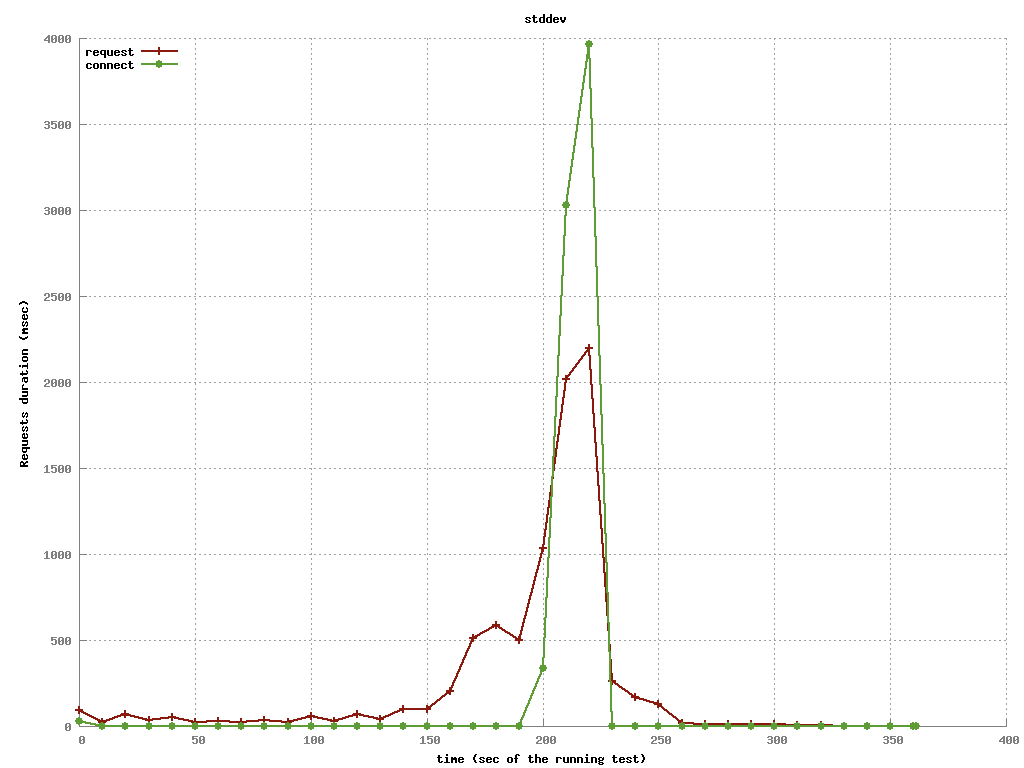 stddev
request
connect
4000
3500
3000
2500
2000
1500
1000
500
0
Requests duration (msec)
0 50 100 150 200 250 300 350 400
time (sec of the running test)